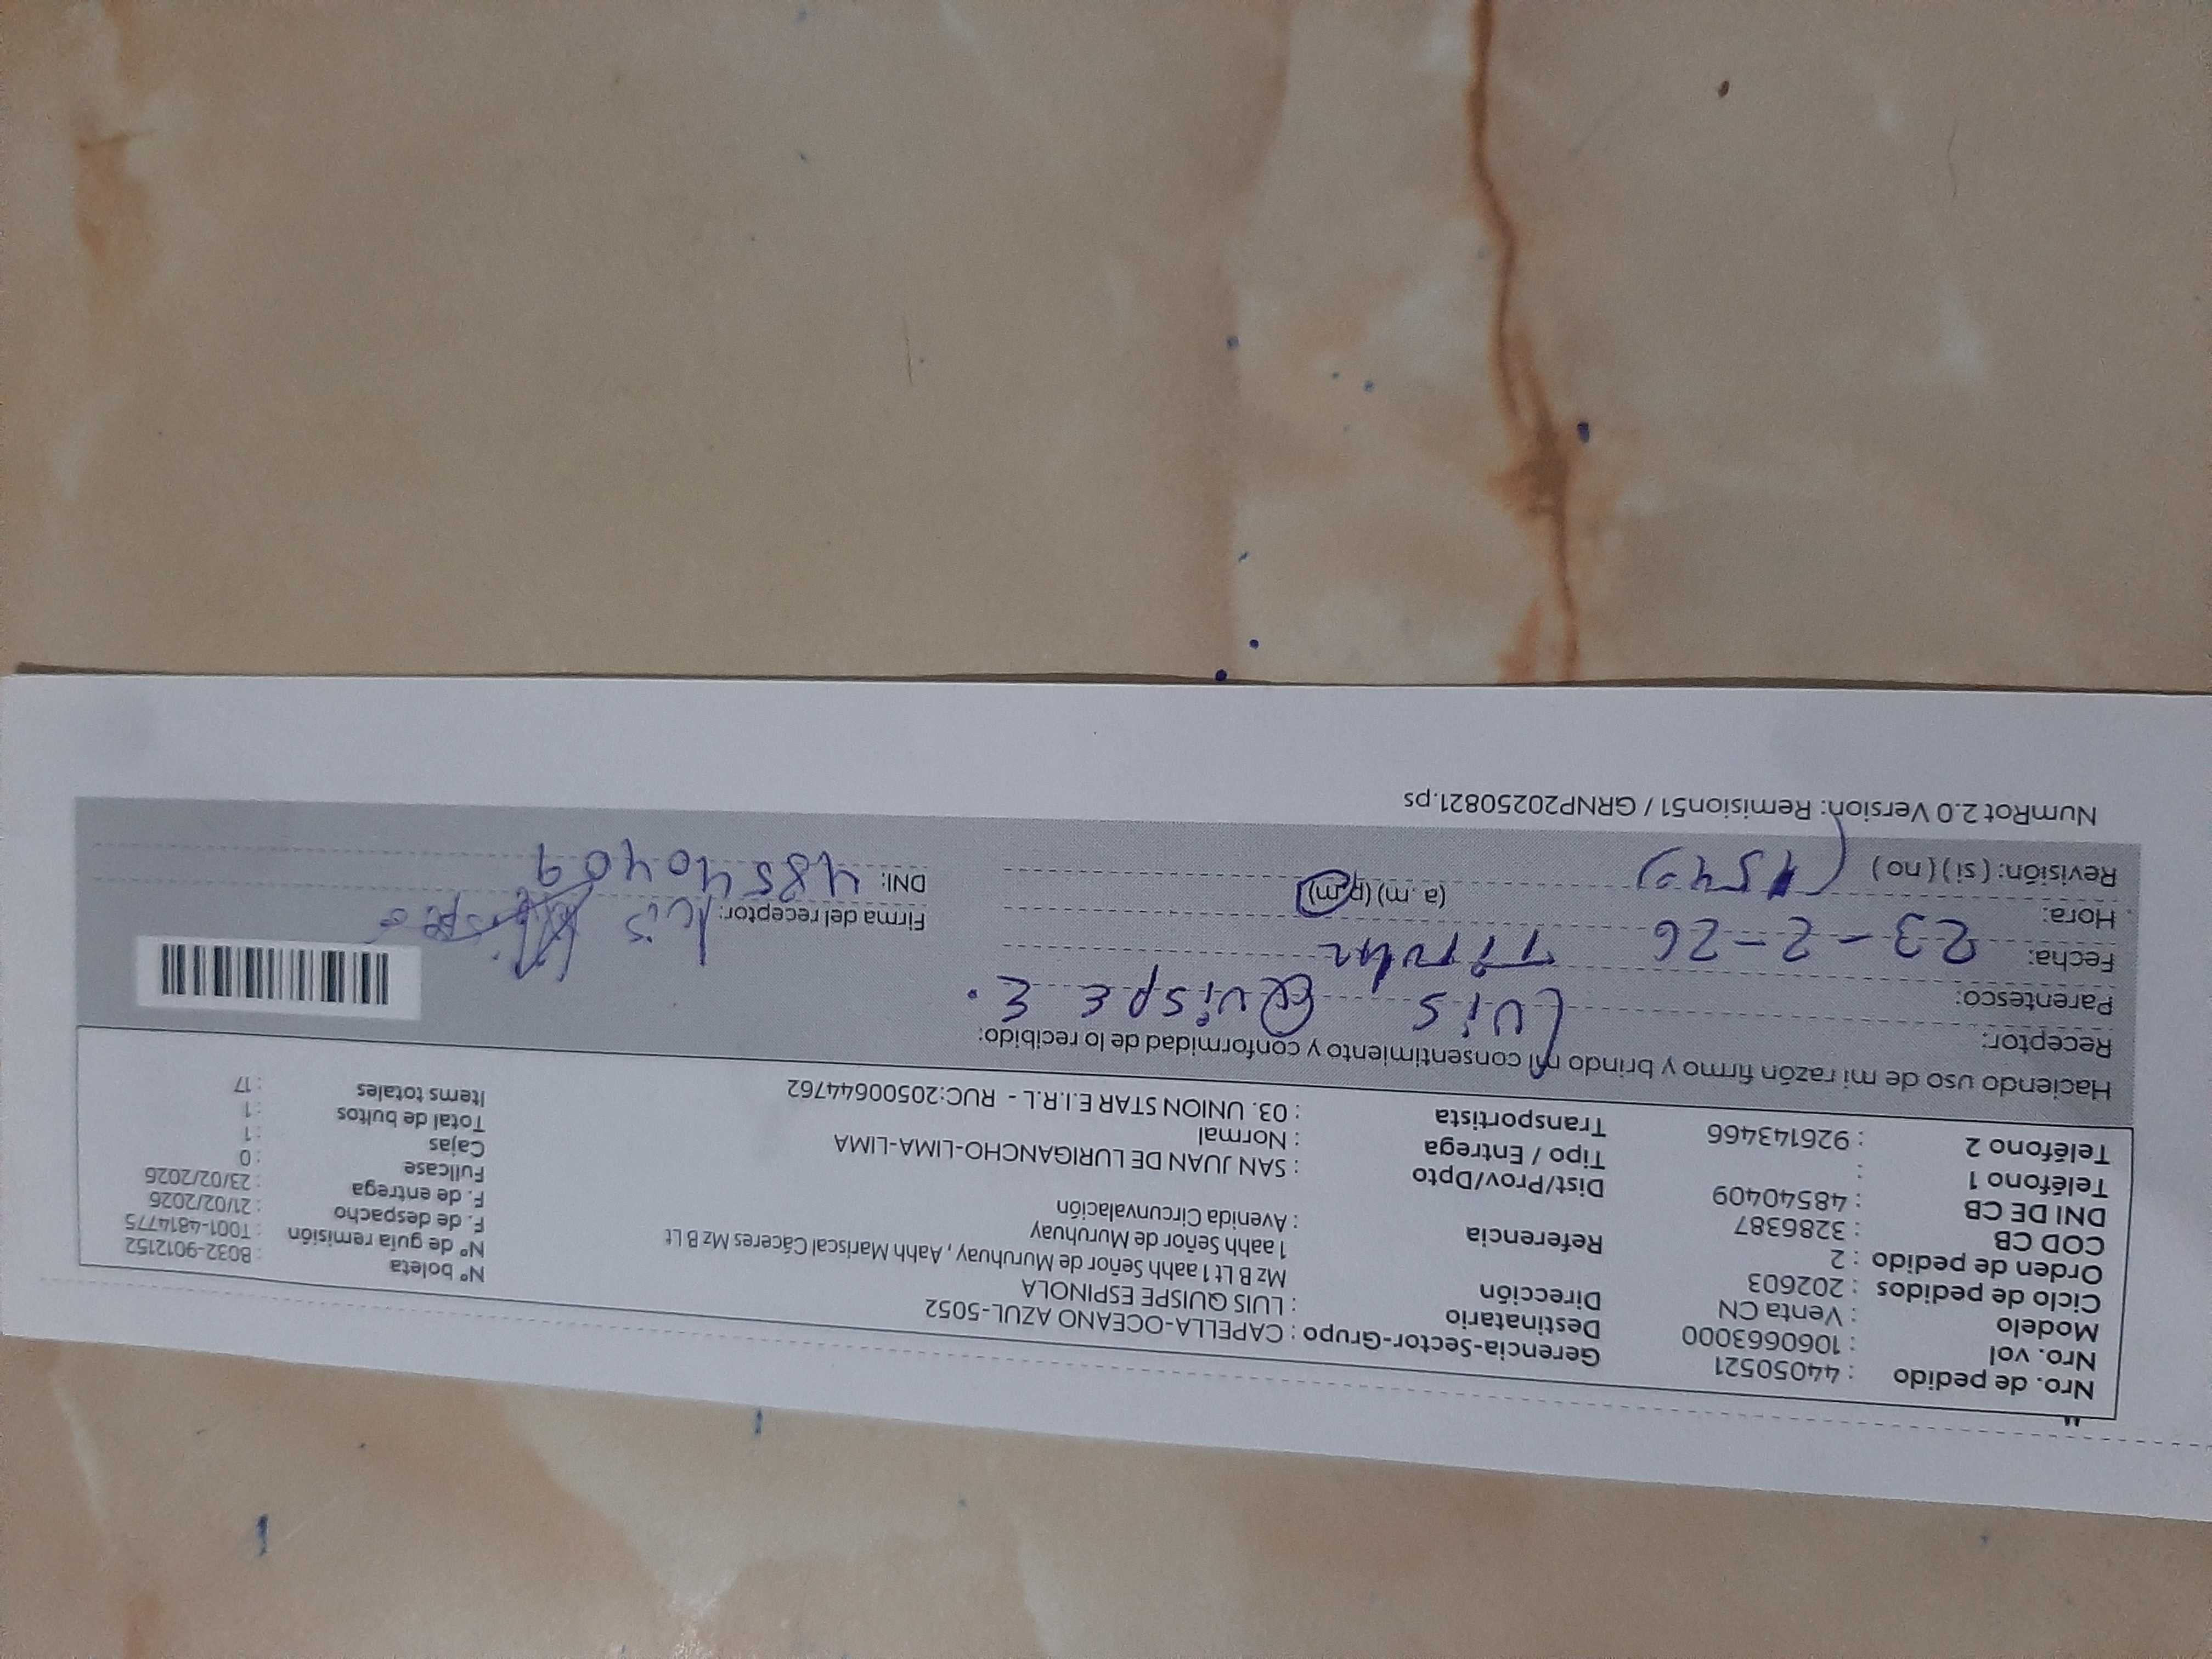 Nro. de pedido : 44050521 Gerencia-Sector-Grupo : CAPELLA-OCEANO AZUL-5052 N° boleta : B032-9012152
Nro. vol : 1060663000 Destinatario : LUIS QUISPE ESPINOLA N° de guía remisión : T001-4814775
Modelo : Venta CN Dirección Mz B Lt 1 aahh Señor de Muruhuay , Aahh Mariscal Cáceres Mz B Lt F. de despacho : 21/02/2026
Ciclo de pedidos : 202603 1 aahh Señor de Muruhuay F. de entrega : 23/02/2026
Orden de pedido : 2 Referencia : Avenida Circunvalación Fullcase : 0
COD CB : 3286387 Dist/Prov/Dpto : SAN JUAN DE LURIGANCHO-LIMA-LIMA Cajas : 1
DNI DE CB : 48540409 Tipo / Entrega : Normal Total de bultos : 1
Teléfono 1 : Transportista : 03. UNION STAR E.I.R.L - RUC:20500644762 Items totales : 17
Teléfono 2 : 926143466
Haciendo uso de mi razón firmo y brindo mi consentimiento y conformidad de lo recibido:
Receptor: Luis Quispe E.
Parentesco: Titular
Fecha: 23-2-26 Firma del receptor: luis
Hora: (a. m) (p.m) DNI: 48540409
Revisión: ( si ) ( no )
NumRot 2.0 Version: Remision51 / GRNP20250821.ps